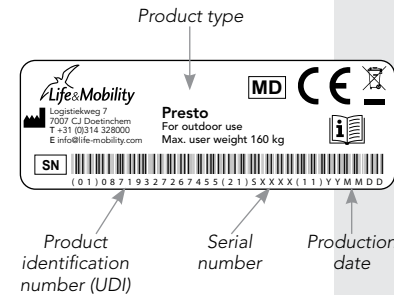 Product type
Life&Mobility
MD
Logistiekweg 7
7007 CJ Doetinchem
T +31 (0)314 328000
E info@life-mobility.com
Presto
For outdoor use
Max. user weight 160 kg
SN
(01)08719327267455(21)SXXXX(11)YYMMDD
Product
identification
number (UDI)
Serial
number
Production
date